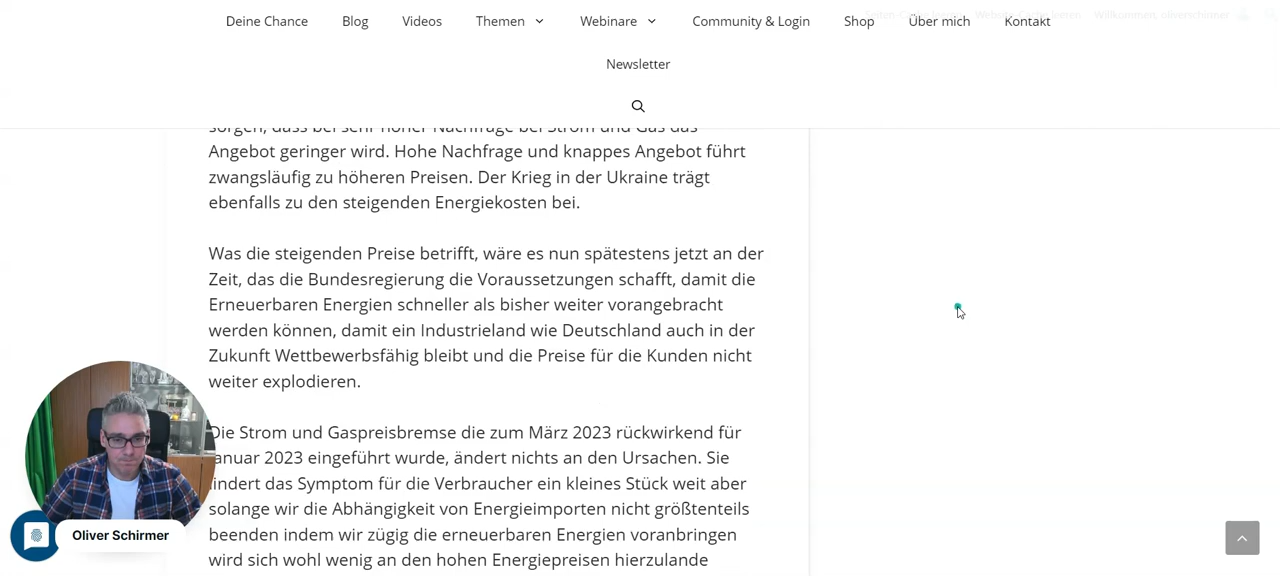 Deine Chance Blog Videos Themen Webinare Community & Login Shop Über mich Kontakt
Newsletter
sorgen, dass bei sehr hoher Nachfrage bei Strom und Gas das
Angebot geringer wird. Hohe Nachfrage und knappes Angebot führt
zwangsläufig zu höheren Preisen. Der Krieg in der Ukraine trägt
ebenfalls zu den steigenden Energiekosten bei.
Was die steigenden Preise betrifft, wäre es nun spätestens jetzt an der
Zeit, das die Bundesregierung die Voraussetzungen schafft, damit die
Erneuerbaren Energien schneller als bisher weiter vorangebracht
werden können, damit ein Industrieland wie Deutschland auch in der
Zukunft Wettbewerbsfähig bleibt und die Preise für die Kunden nicht
weiter explodieren.
Die Strom und Gaspreisbremse die zum März 2023 rückwirkend für
Januar 2023 eingeführt wurde, ändert nichts an den Ursachen. Sie
lindert das Symptom für die Verbraucher ein kleines Stück weit aber
solange wir die Abhängigkeit von Energieimporten nicht größtenteils
beenden indem wir zügig die erneuerbaren Energien voranbringen
wird sich wohl wenig an den hohen Energiepreisen hierzulande
Oliver Schirmer